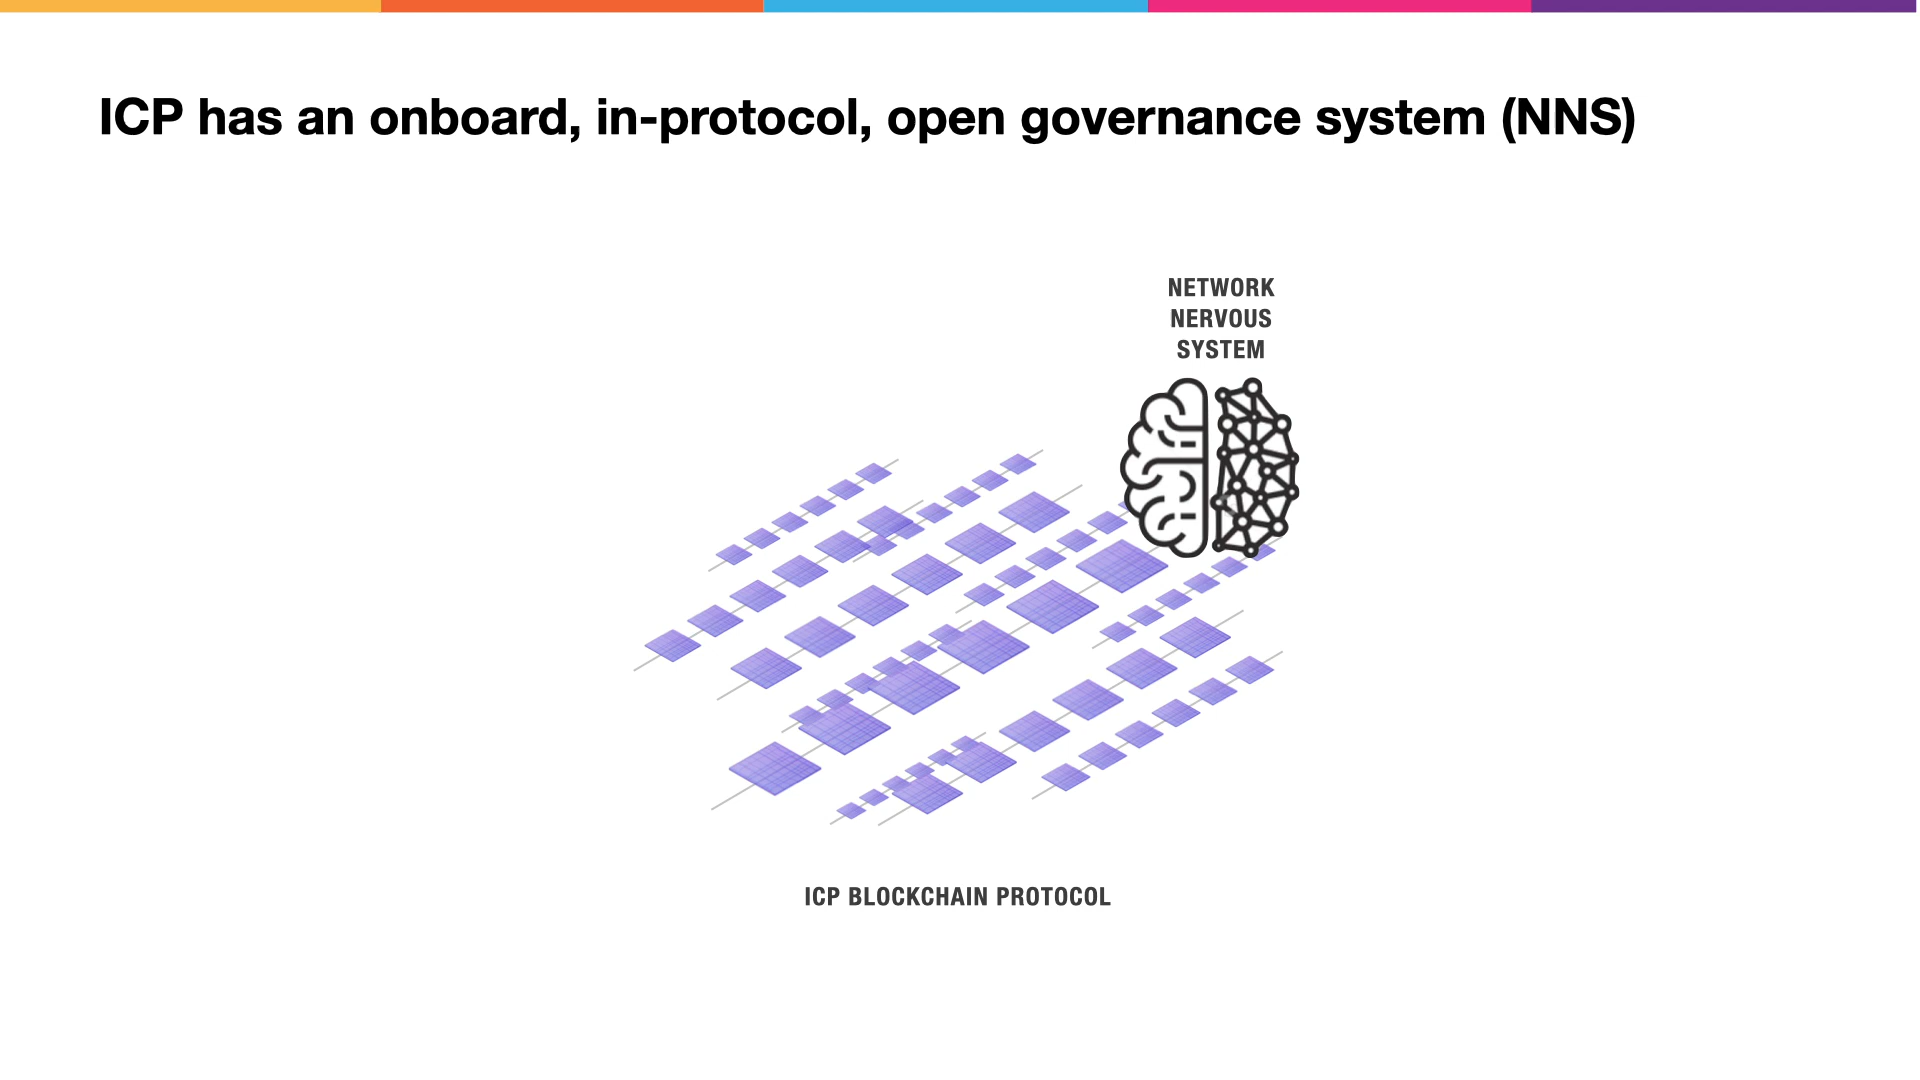 ICP has an onboard, in-protocol, open governance system (NNS)
NETWORK
NERVOUS
SYSTEM
ICP BLOCKCHAIN PROTOCOL